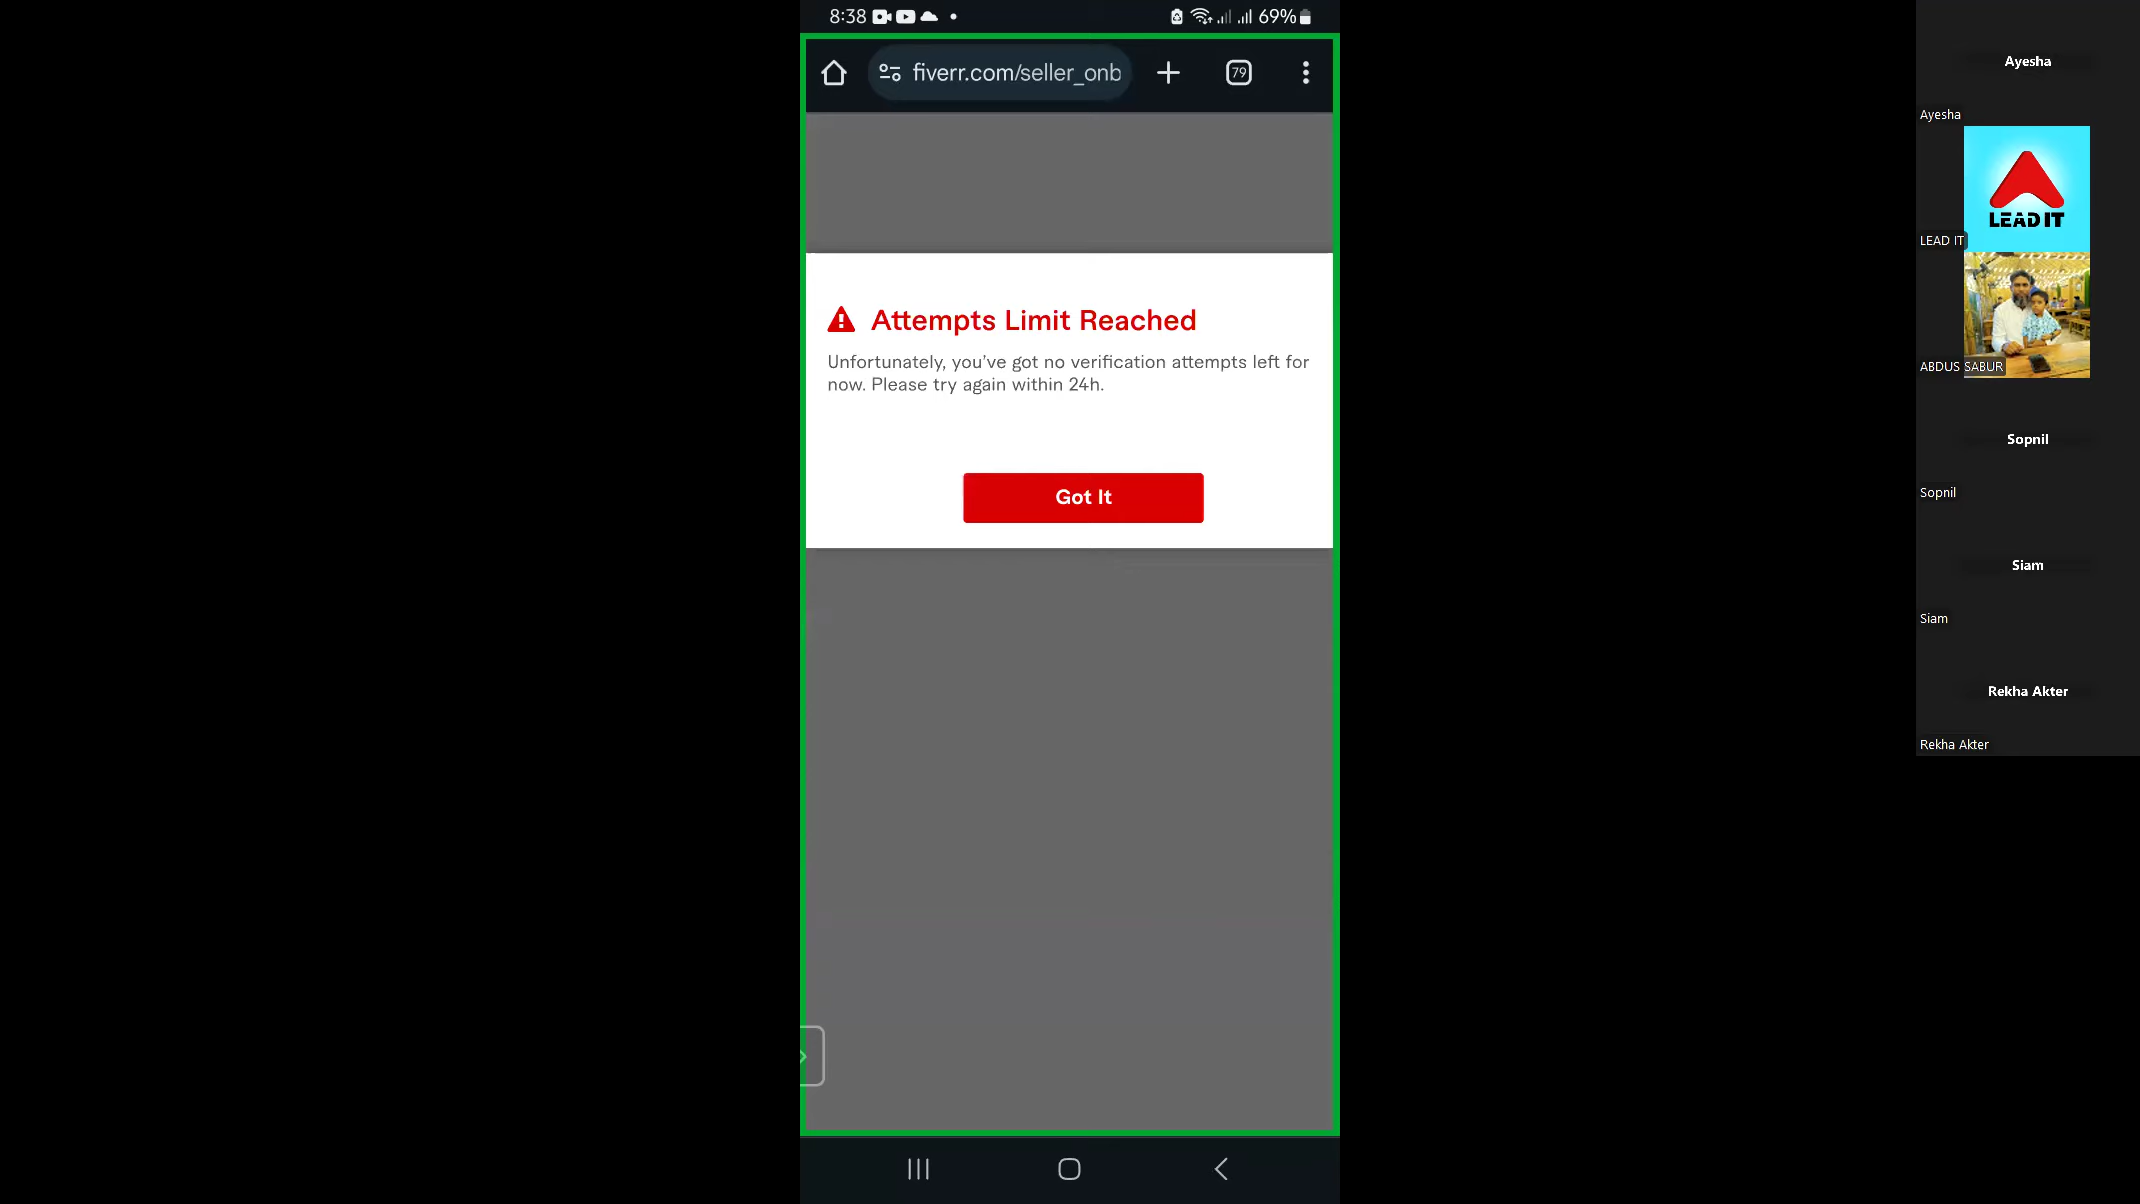 8:38
69%
fiverr.com/seller_onb
79
Attempts Limit Reached
Unfortunately, you've got no verification attempts left for
now. Please try again within 24h.
Got It
Ayesha
Ayesha
LEAD IT
LEAD IT
ABDUS SABUR
Sopnil
Sopnil
Siam
Siam
Rekha Akter
Rekha Akter